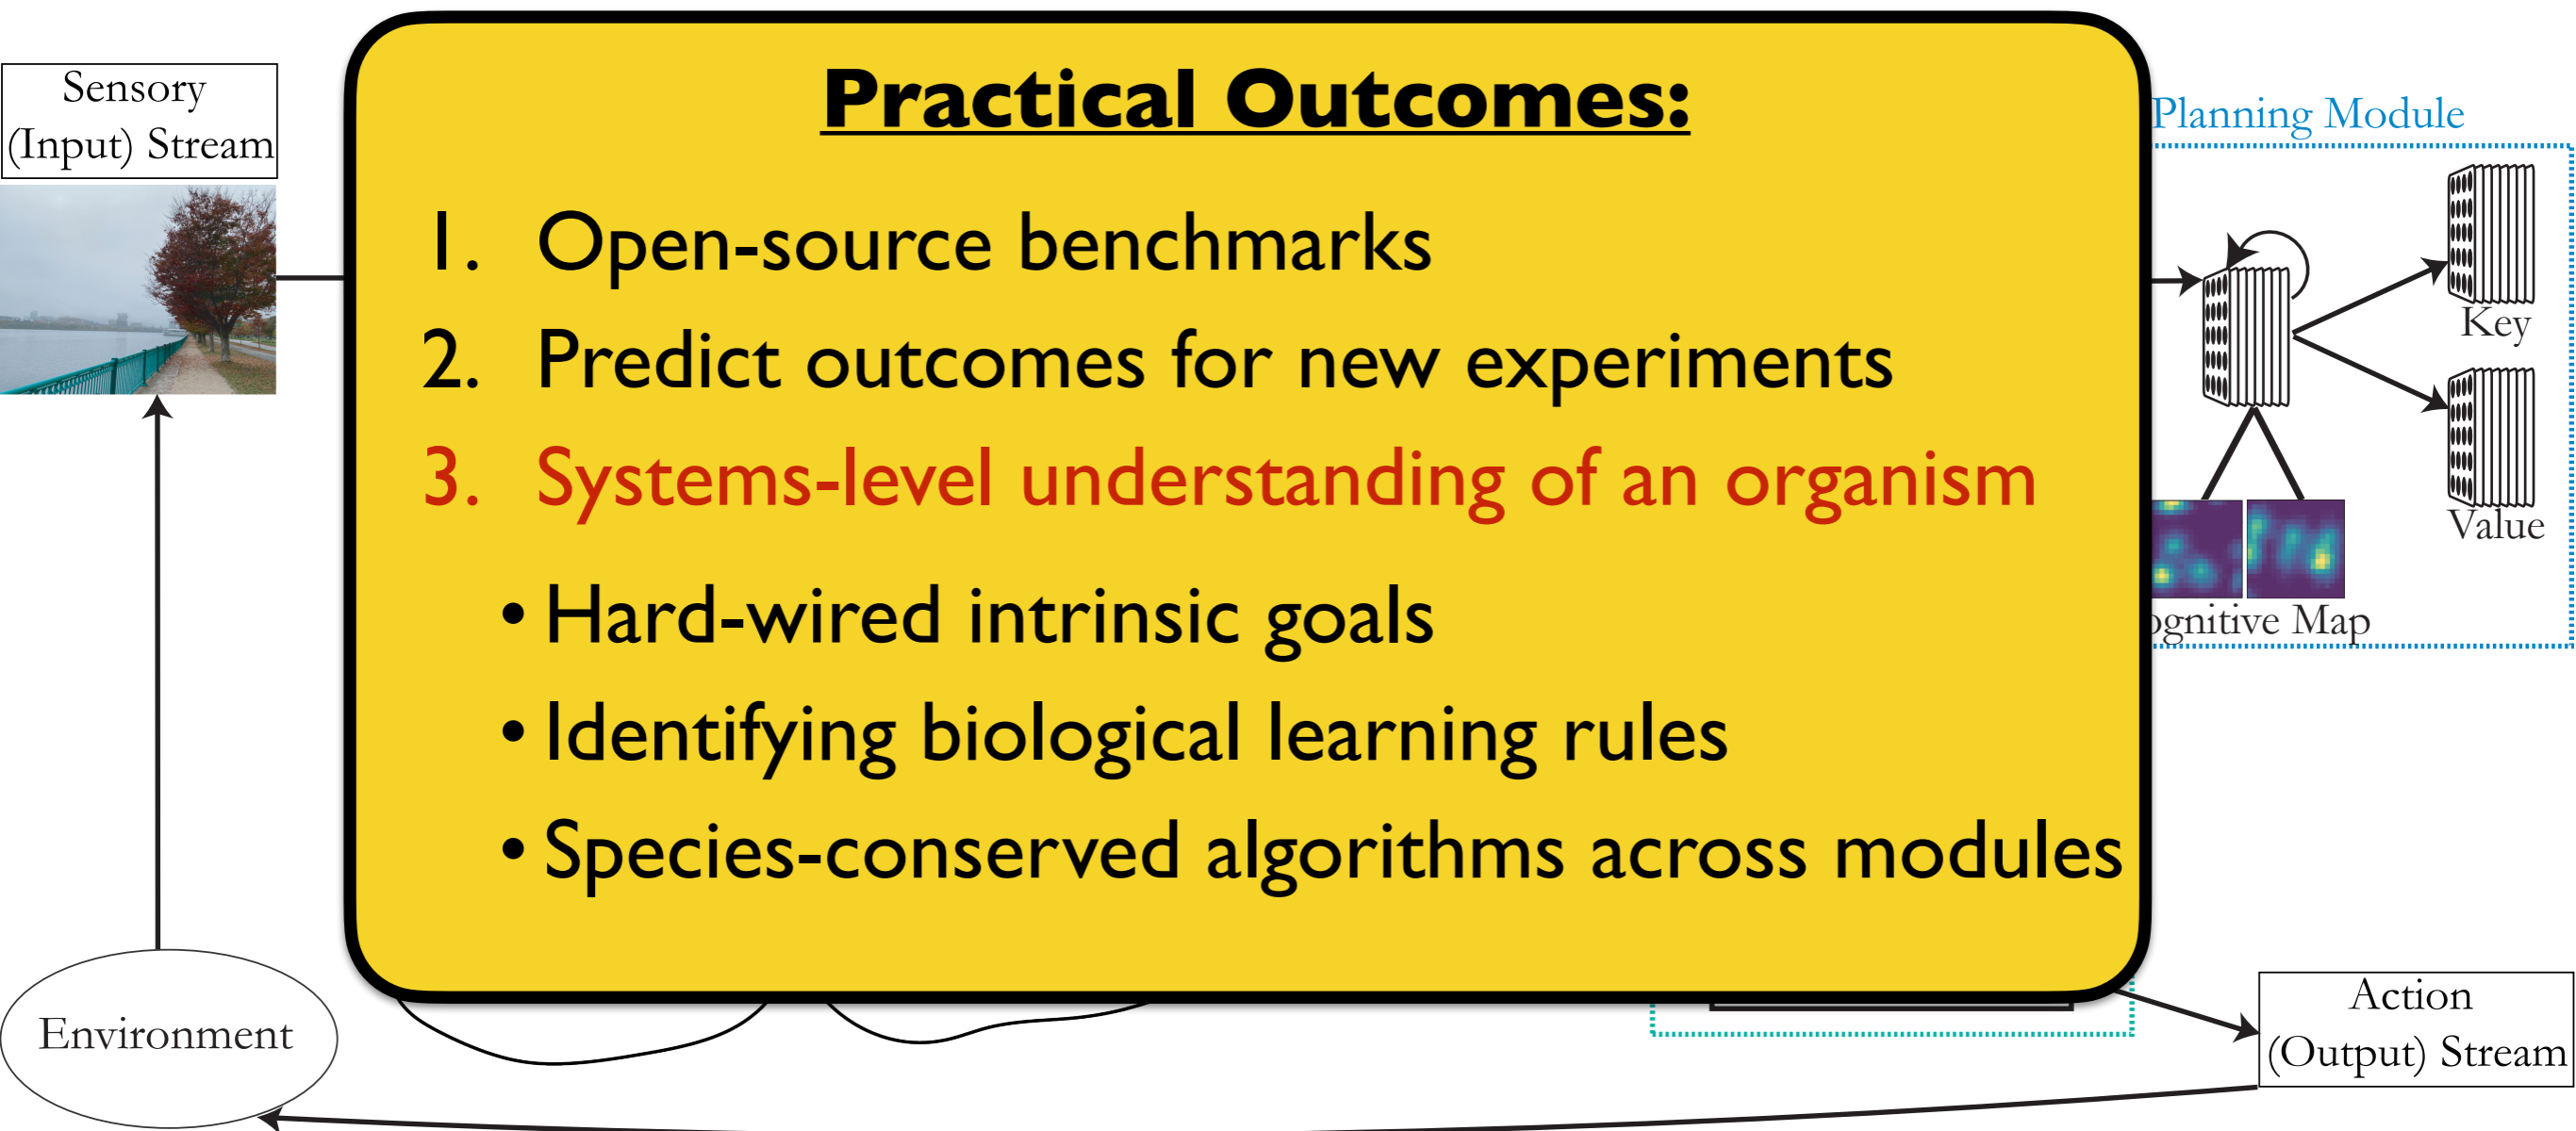 Sensory
(Input) Stream
Practical Outcomes:
1. Open-source benchmarks
2. Predict outcomes for new experiments
3. Systems-level understanding of an organism
• Hard-wired intrinsic goals
• Identifying biological learning rules
• Species-conserved algorithms across modules
Planning Module
Key
Value
ognitive Map
Environment
Action
(Output) Stream